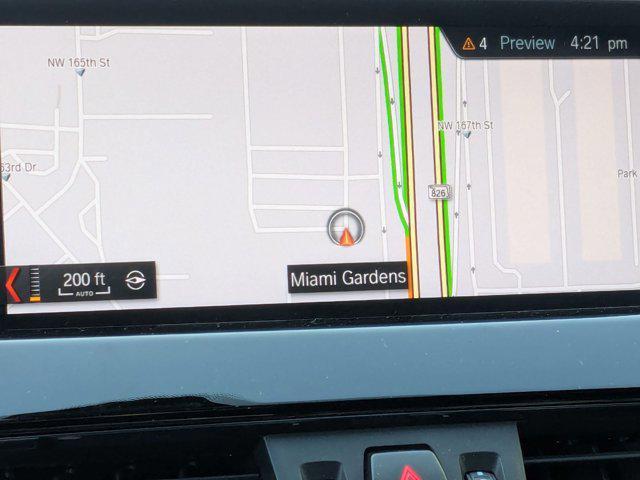 4 Preview 4:21 pm
NW 165th St
NW 167th St
63rd Dr
Park
826
200 ft
AUTO
Miami Gardens